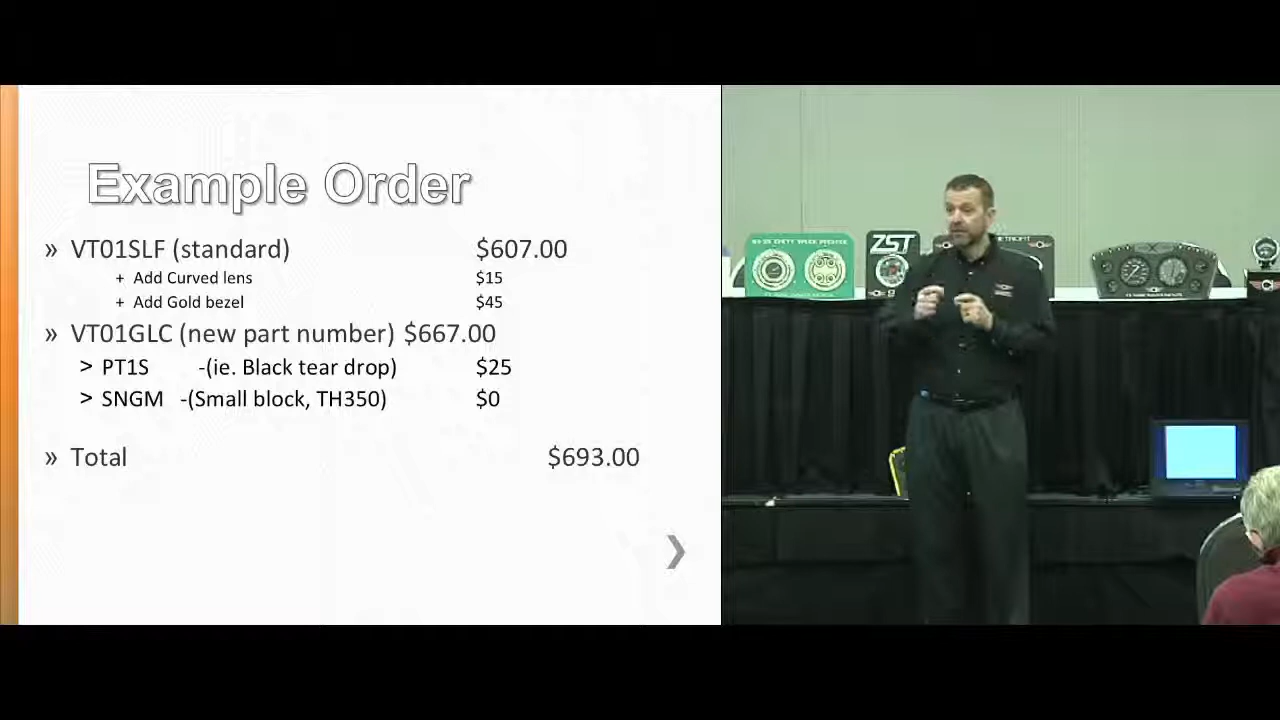 Example Order
» VT01SLF (standard) $607.00
+ Add Curved lens $15
+ Add Gold bezel $45
» VT01GLC (new part number) $667.00
> PT1S -(ie. Black tear drop) $25
> SNGM -(Small block, TH350) $0
» Total $693.00
ZST